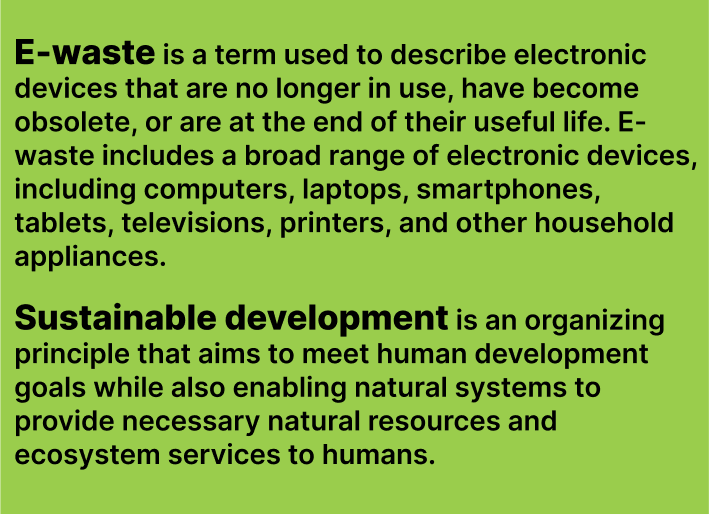 E-waste is a term used to describe electronic
devices that are no longer in use, have become
obsolete, or are at the end of their useful life. E-
waste includes a broad range of electronic devices,
including computers, laptops, smartphones,
tablets, televisions, printers, and other household
appliances.
Sustainable development is an organizing
principle that aims to meet human development
goals while also enabling natural systems to
provide necessary natural resources and
ecosystem services to humans.